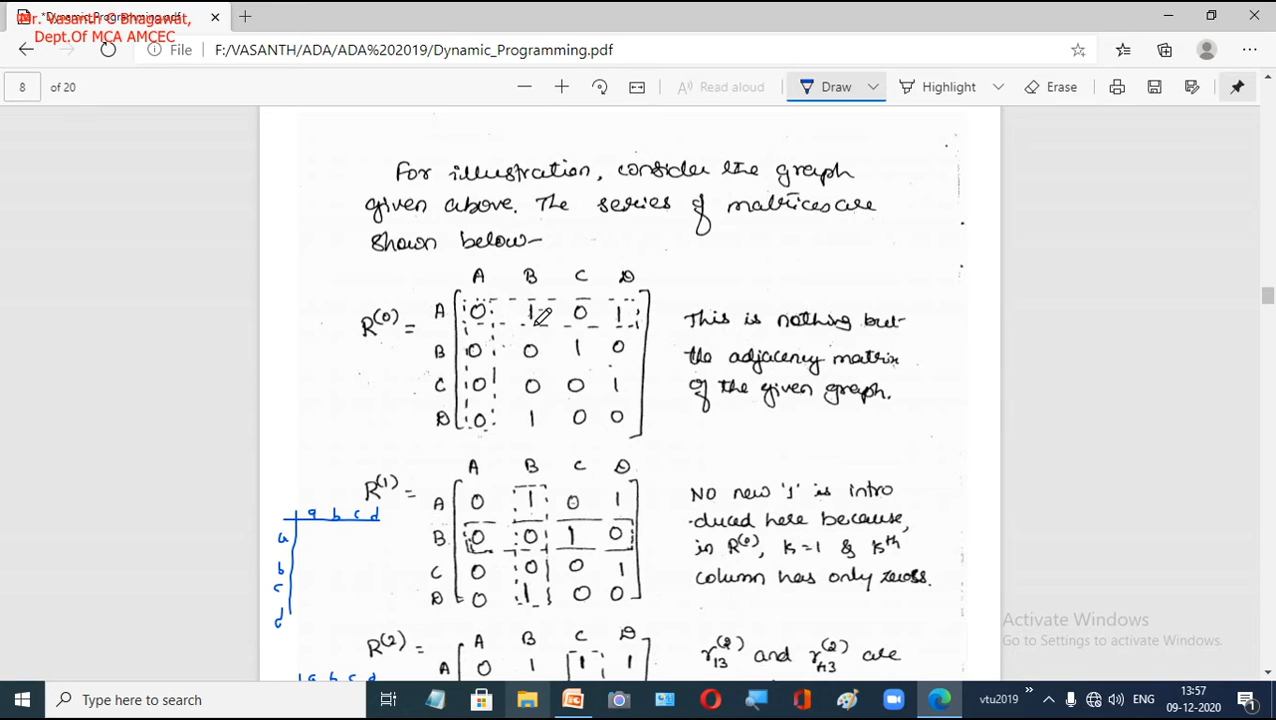 *Dynamic_Programming.pdf
Dr. Vasanth C Bhagawat,
Dept.Of MCA AMCEC
File F:/VASANTH/ADA/ADA%202019/Dynamic_Programming.pdf
8 of 20 Read aloud Draw Highlight Erase
For illustration, consider the graph
given above. The series of matrices are
shown below-
A B C D
R(0) = A 0 1 0 1
B 0 0 1 0
C 0 0 0 1
D 0 1 0 0
This is nothing but
the adjacency matrix
of the given graph.
A B C D
R(1) = A 0 1 0 1
B 0 0 1 0
C 0 0 0 1
D 0 1 0 0
No new '1' is intro
-duced here because,
in R(0), k=1 & kth
column has only zeros.
a b c d
a
b
c
d
R(2) = A B C D
A 0 1 1 1
r13(2) and r43(2) are
a b c d
Activate Windows
Go to Settings to activate Windows.
Type here to search
vtu2019 » ENG 13:57
09-12-2020